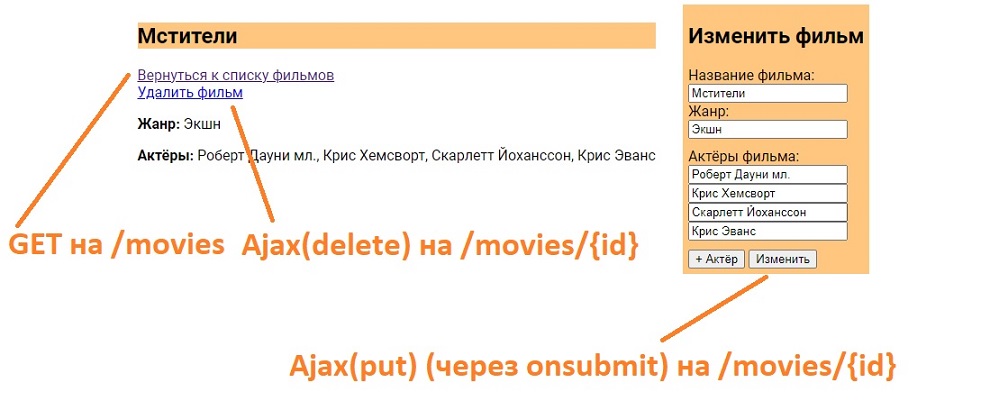 Мстители
Вернуться к списку фильмов
Удалить фильм
Жанр: Экшн
Актёры: Роберт Дауни мл., Крис Хемсворт, Скарлетт Йоханссон, Крис Эванс
GET на /movies
Ajax(delete) на /movies/{id}
Изменить фильм
Название фильма:
Мстители
Жанр:
Экшн
Актёры фильма:
Роберт Дауни мл.
Крис Хемсворт
Скарлетт Йоханссон
Крис Эванс
+ Актёр Изменить
Ajax(put) (через onsubmit) на /movies/{id}